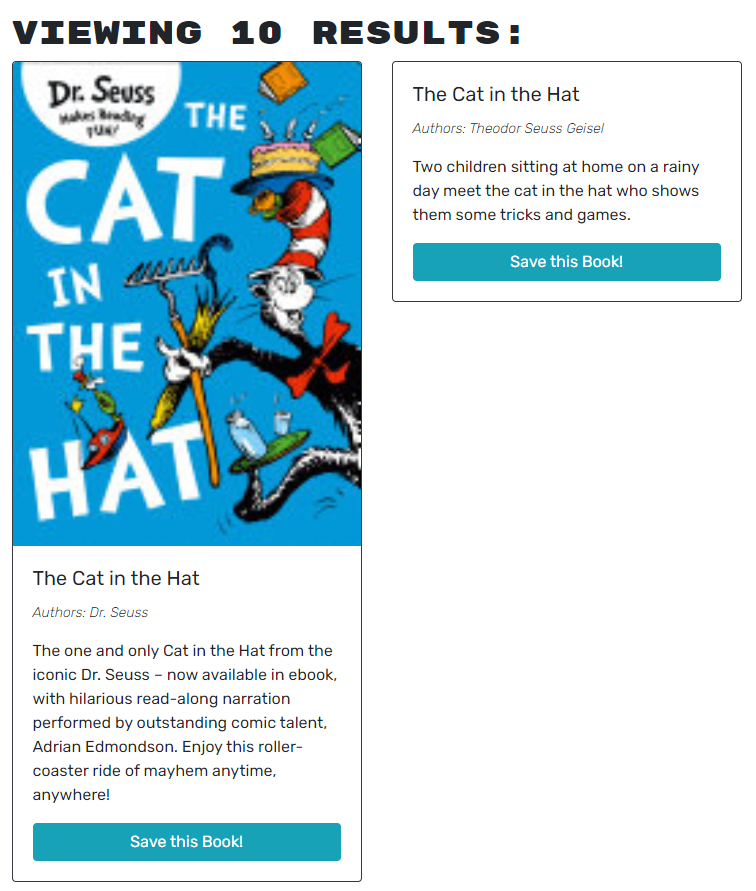 VIEWING 10 RESULTS:
Dr. Seuss
Makes Reading
FUN!
THE
CAT
IN
THE
HAT
The Cat in the Hat
Authors: Dr. Seuss
The one and only Cat in the Hat from the
iconic Dr. Seuss – now available in ebook,
with hilarious read-along narration
performed by outstanding comic talent,
Adrian Edmondson. Enjoy this roller-
coaster ride of mayhem anytime,
anywhere!
Save this Book!
The Cat in the Hat
Authors: Theodor Seuss Geisel
Two children sitting at home on a rainy
day meet the cat in the hat who shows
them some tricks and games.
Save this Book!